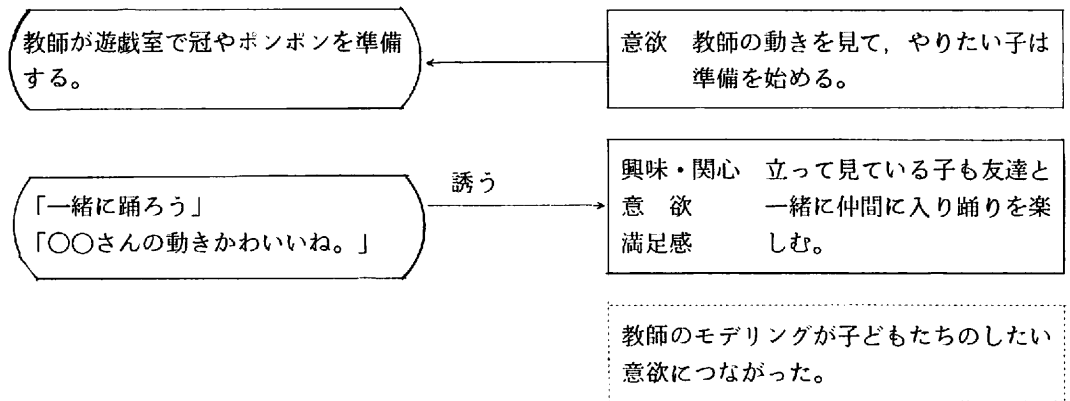 教師が遊戯室で冠やポンポンを準備
する。
意欲　教師の動きを見て，やりたい子は
準備を始める。
「一緒に踊ろう」
「〇〇さんの動きかわいいね。」
誘う
興味・関心　立って見ている子も友達と
意　欲　一緒に仲間に入り踊りを楽
満足感　しむ。
教師のモデリングが子どもたちのしたい
意欲につながった。